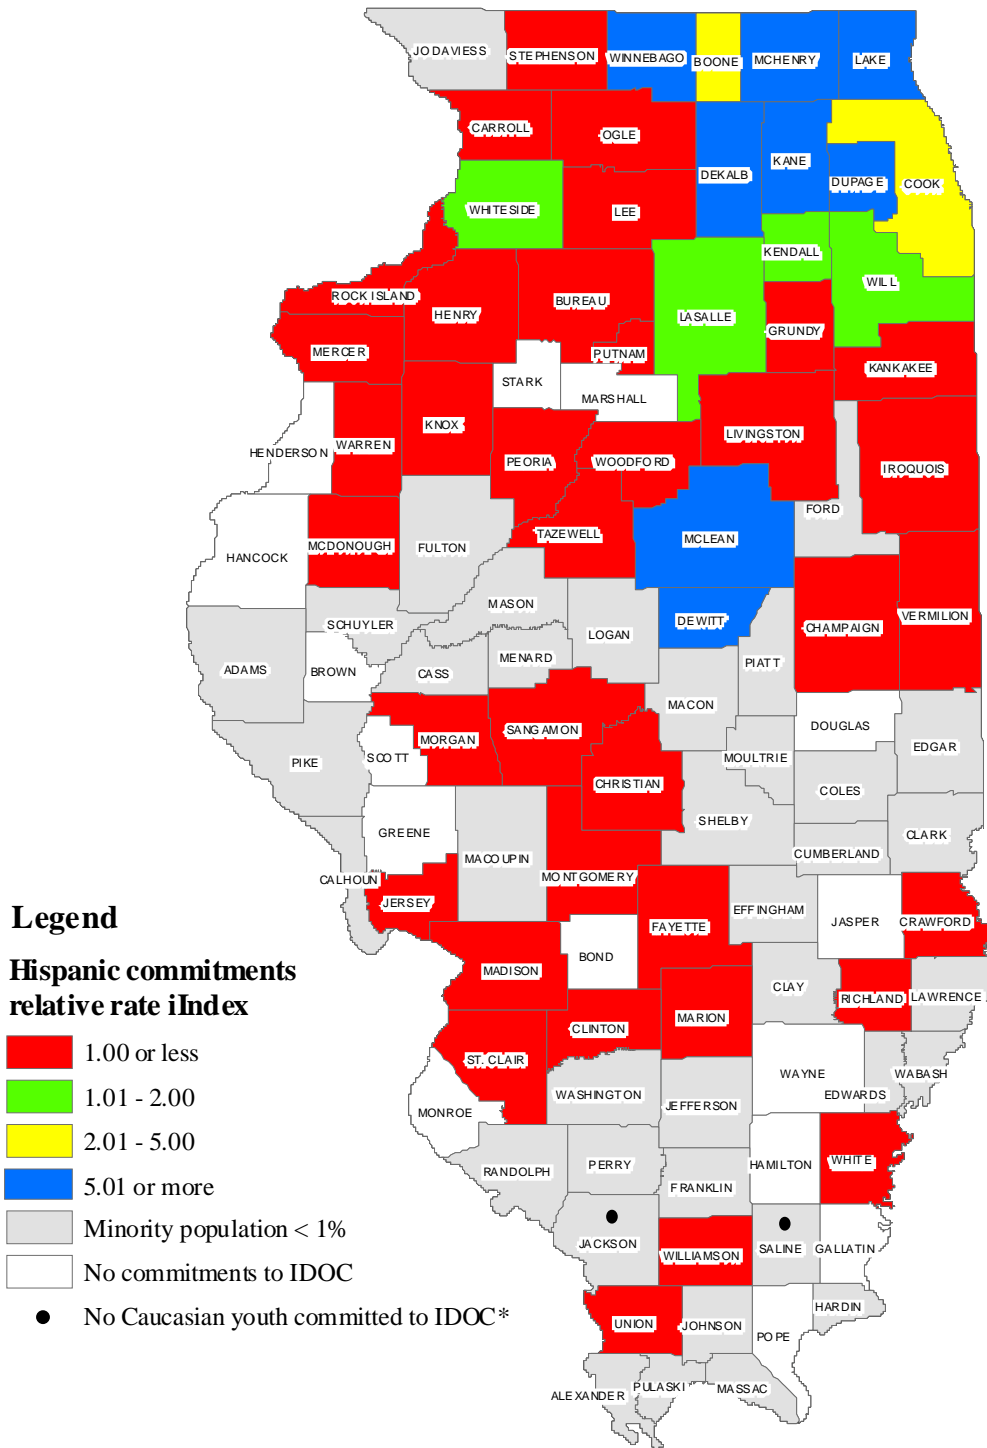 JO DAVIESS
STEPHENSON
WINNEBAGO
BOONE
MCHENRY
LAKE
CARROLL
OGLE
DEKALB
KANE
DUPAGE
COOK
WHITESIDE
LEE
KENDALL
WILL
ROCK ISLAND
HENRY
BUREAU
LASALLE
GRUNDY
MERCER
PUTNAM
KANKAKEE
STARK
MARSHALL
HENDERSON
WARREN
KNOX
PEORIA
WOODFORD
LIVINGSTON
IROQUOIS
FORD
HANCOCK
MCDONOUGH
FULTON
TAZEWELL
MCLEAN
SCHUYLER
MASON
LOGAN
DEWITT
CHAMPAIGN
VERMILION
ADAMS
BROWN
CASS
MENARD
PIATT
MACON
PIKE
SCOTT
MORGAN
SANGAMON
DOUGLAS
EDGAR
MOULTRIE
CHRISTIAN
COLES
SHELBY
GREENE
MACOUPIN
CUMBERLAND
CLARK
CALHOUN
JERSEY
MONTGOMERY
FAYETTE
EFFINGHAM
JASPER
CRAWFORD
MADISON
BOND
CLAY
RICHLAND
LAWRENCE
ST. CLAIR
CLINTON
MARION
MONROE
WASHINGTON
JEFFERSON
WAYNE
EDWARDS
WABASH
RANDOLPH
PERRY
FRANKLIN
HAMILTON
WHITE
JACKSON
WILLIAMSON
SALINE
GALLATIN
UNION
JOHNSON
POPE
HARDIN
ALEXANDER
PULASKI
MASSAC
Legend
Hispanic commitments
relative rate iIndex
1.00 or less
1.01 - 2.00
2.01 - 5.00
5.01 or more
Minority population < 1%
No commitments to IDOC
No Caucasian youth committed to IDOC*